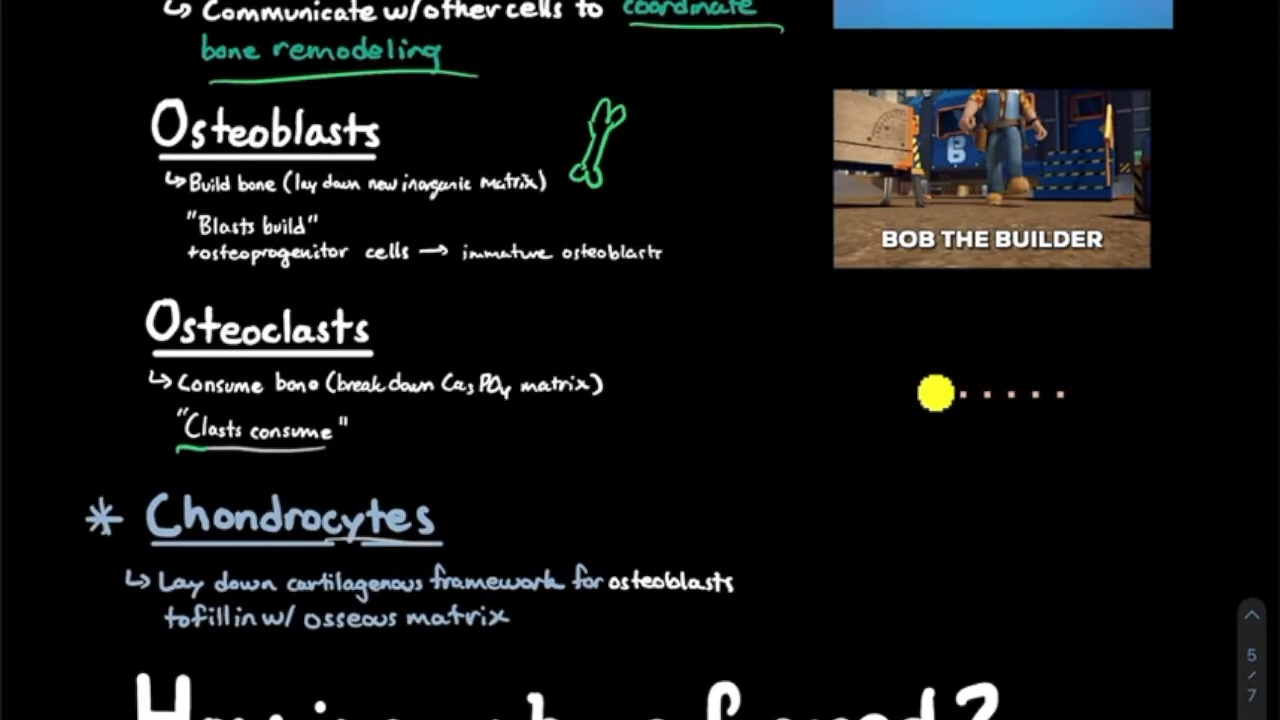 ↳ Communicate w/other cells to coordinate
bone remodeling
Osteoblasts
↳ Build bone (lay down new inorganic matrix)
"Blasts build"
+osteoprogenitor cells → immature osteoblasts
B
BOB THE BUILDER
Osteoclasts
↳ Consume bone (break down Ca3PO4 matrix)
"Clasts consume"
* Chondrocytes
↳ Lay down cartilagenous framework for osteoblasts
to fill in w/ osseous matrix
5
/
7